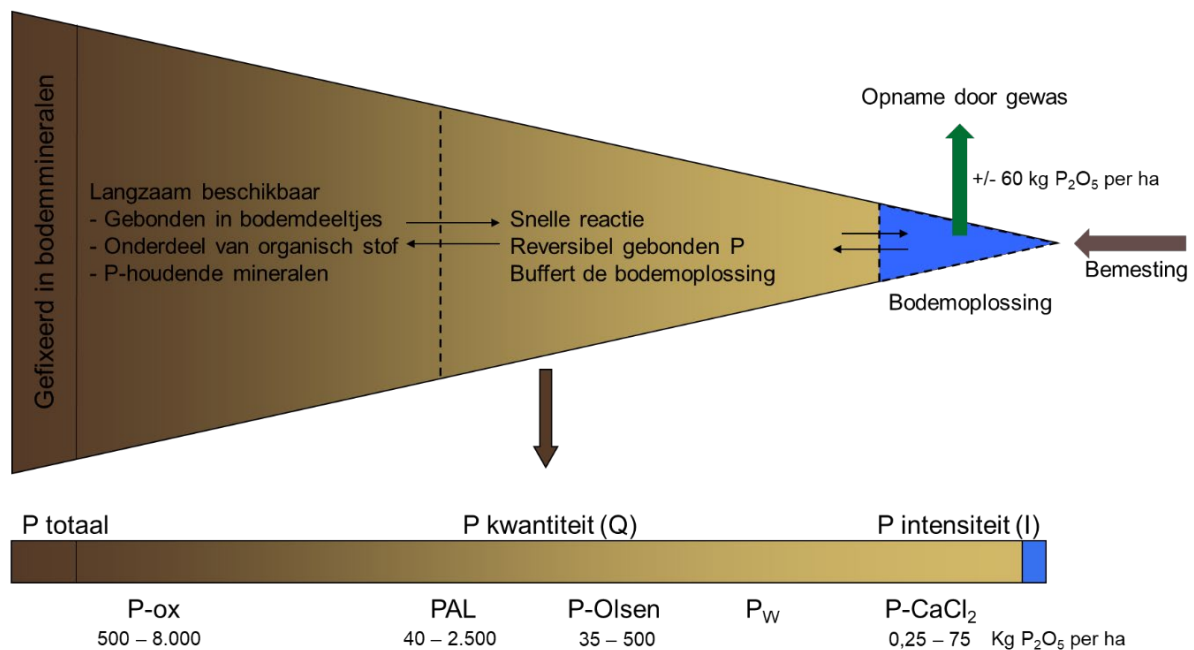 Gefixeerd in bodemmineralen
Langzaam beschikbaar
- Gebonden in bodemdeeltjes
- Onderdeel van organisch stof
- P-houdende mineralen
Snelle reactie
Reversibel gebonden P
Buffert de bodemoplossing
Opname door gewas
+/- 60 kg P₂O₅ per ha
Bemesting
Bodemoplossing
P totaal
P kwantiteit (Q)
P intensiteit (I)
P-ox
PAL
P-Olsen
P_W
P-CaCl₂
500 – 8.000
40 – 2.500
35 – 500
0,25 – 75
Kg P₂O₅ per ha